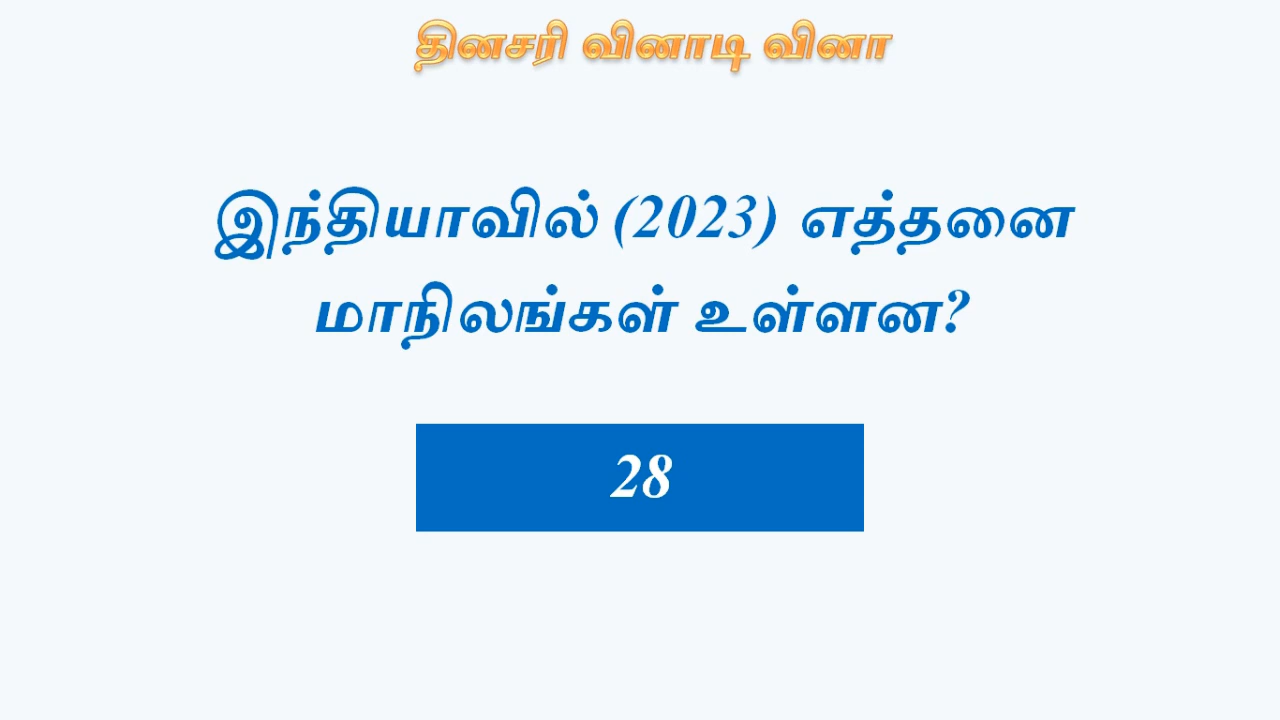 தினசரி வினாடி வினா
இந்தியாவில் (2023) எத்தனை
மாநிலங்கள் உள்ளன?
28